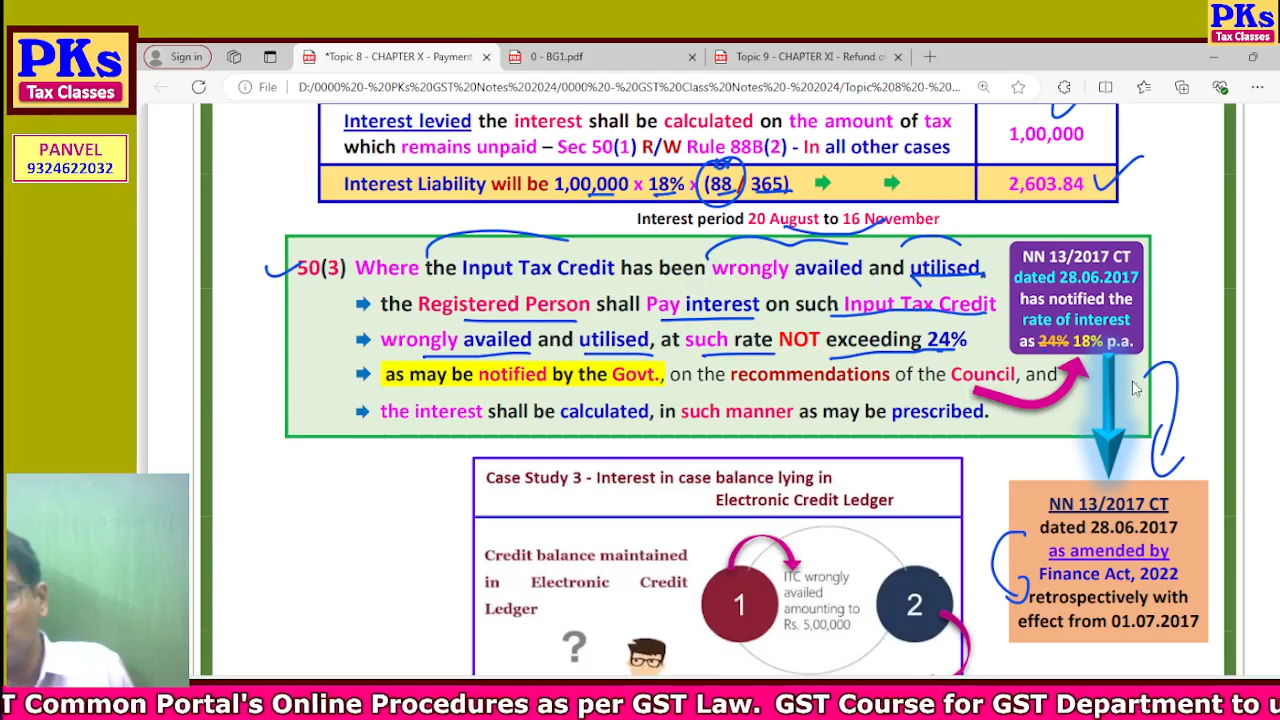 PKs
Tax Classes
PKs
Tax Classes
Sign in
*Topic 8 - CHAPTER X - Payment
0 - BG1.pdf
Topic 9 - CHAPTER XI - Refund of
File
D:/0000%20-%20PKs%20GST%20Notes%202024/0000%20-%20GST%20Class%20Notes%20-%202024/Topic%208%20-%20...
PANVEL
9324622032
Interest levied the interest shall be calculated on the amount of tax
which remains unpaid – Sec 50(1) R/W Rule 88B(2) - In all other cases
1,00,000
Interest Liability will be 1,00,000 x 18% x (88 / 365)
2,603.84
Interest period 20 August to 16 November
50(3) Where the Input Tax Credit has been wrongly availed and utilised,
the Registered Person shall Pay interest on such Input Tax Credit
wrongly availed and utilised, at such rate NOT exceeding 24%
as may be notified by the Govt., on the recommendations of the Council, and
the interest shall be calculated, in such manner as may be prescribed.
NN 13/2017 CT
dated 28.06.2017
has notified the
rate of interest
as 24% 18% p.a.
NN 13/2017 CT
dated 28.06.2017
as amended by
Finance Act, 2022
retrospectively with
effect from 01.07.2017
Case Study 3 - Interest in case balance lying in
Electronic Credit Ledger
Credit balance maintained
in Electronic Credit
Ledger
?
1
ITC wrongly
availed
amounting to
Rs. 5,00,000
2
T Common Portal's Online Procedures as per GST Law. GST Course for GST Department to u